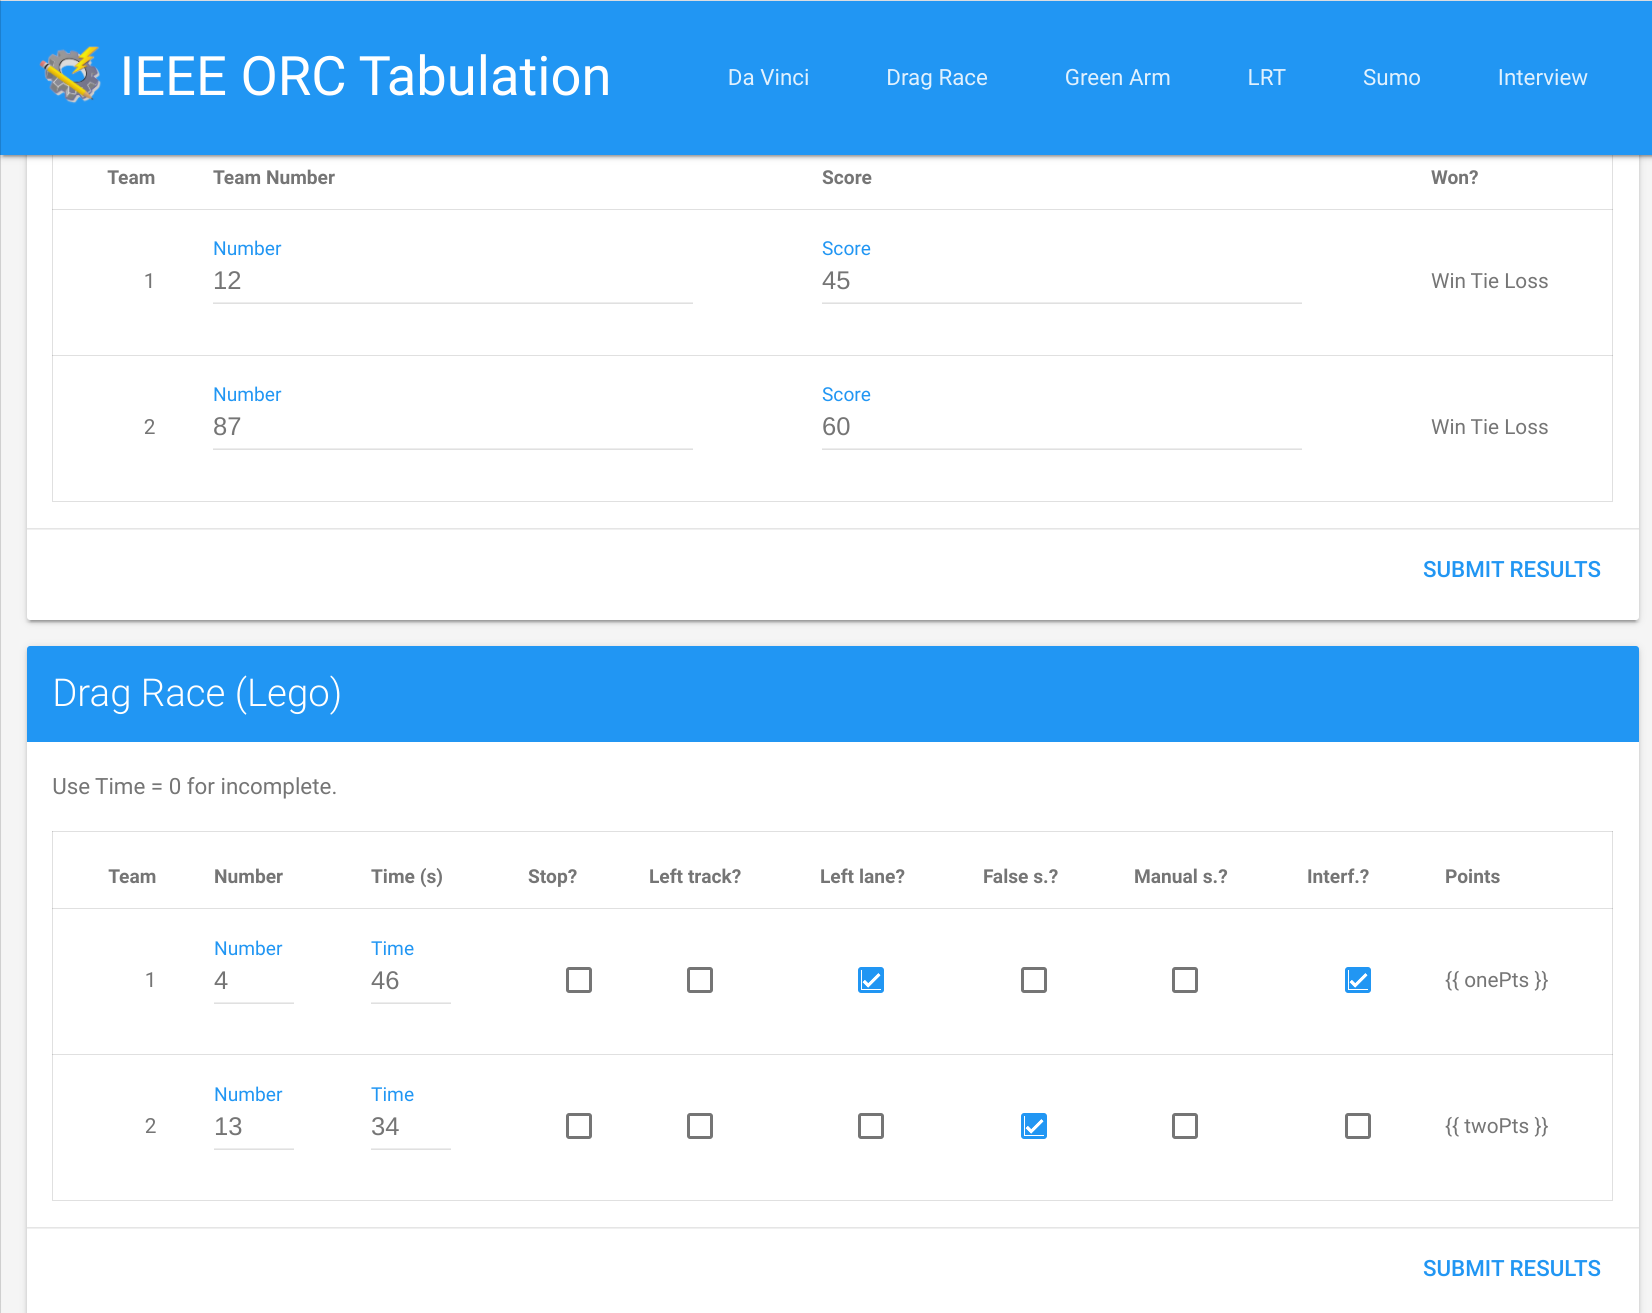 IEEE ORC Tabulation Da Vinci Drag Race Green Arm LRT Sumo Interview
Team Team Number Score Won?
Number Score
1 12 45 Win Tie Loss
Number Score
2 87 60 Win Tie Loss
SUBMIT RESULTS
Drag Race (Lego)
Use Time = 0 for incomplete.
Team Number Time (s) Stop? Left track? Left lane? False s.? Manual s.? Interf.? Points
Number Time
1 4 46 {{ onePts }}
Number Time
2 13 34 {{ twoPts }}
SUBMIT RESULTS